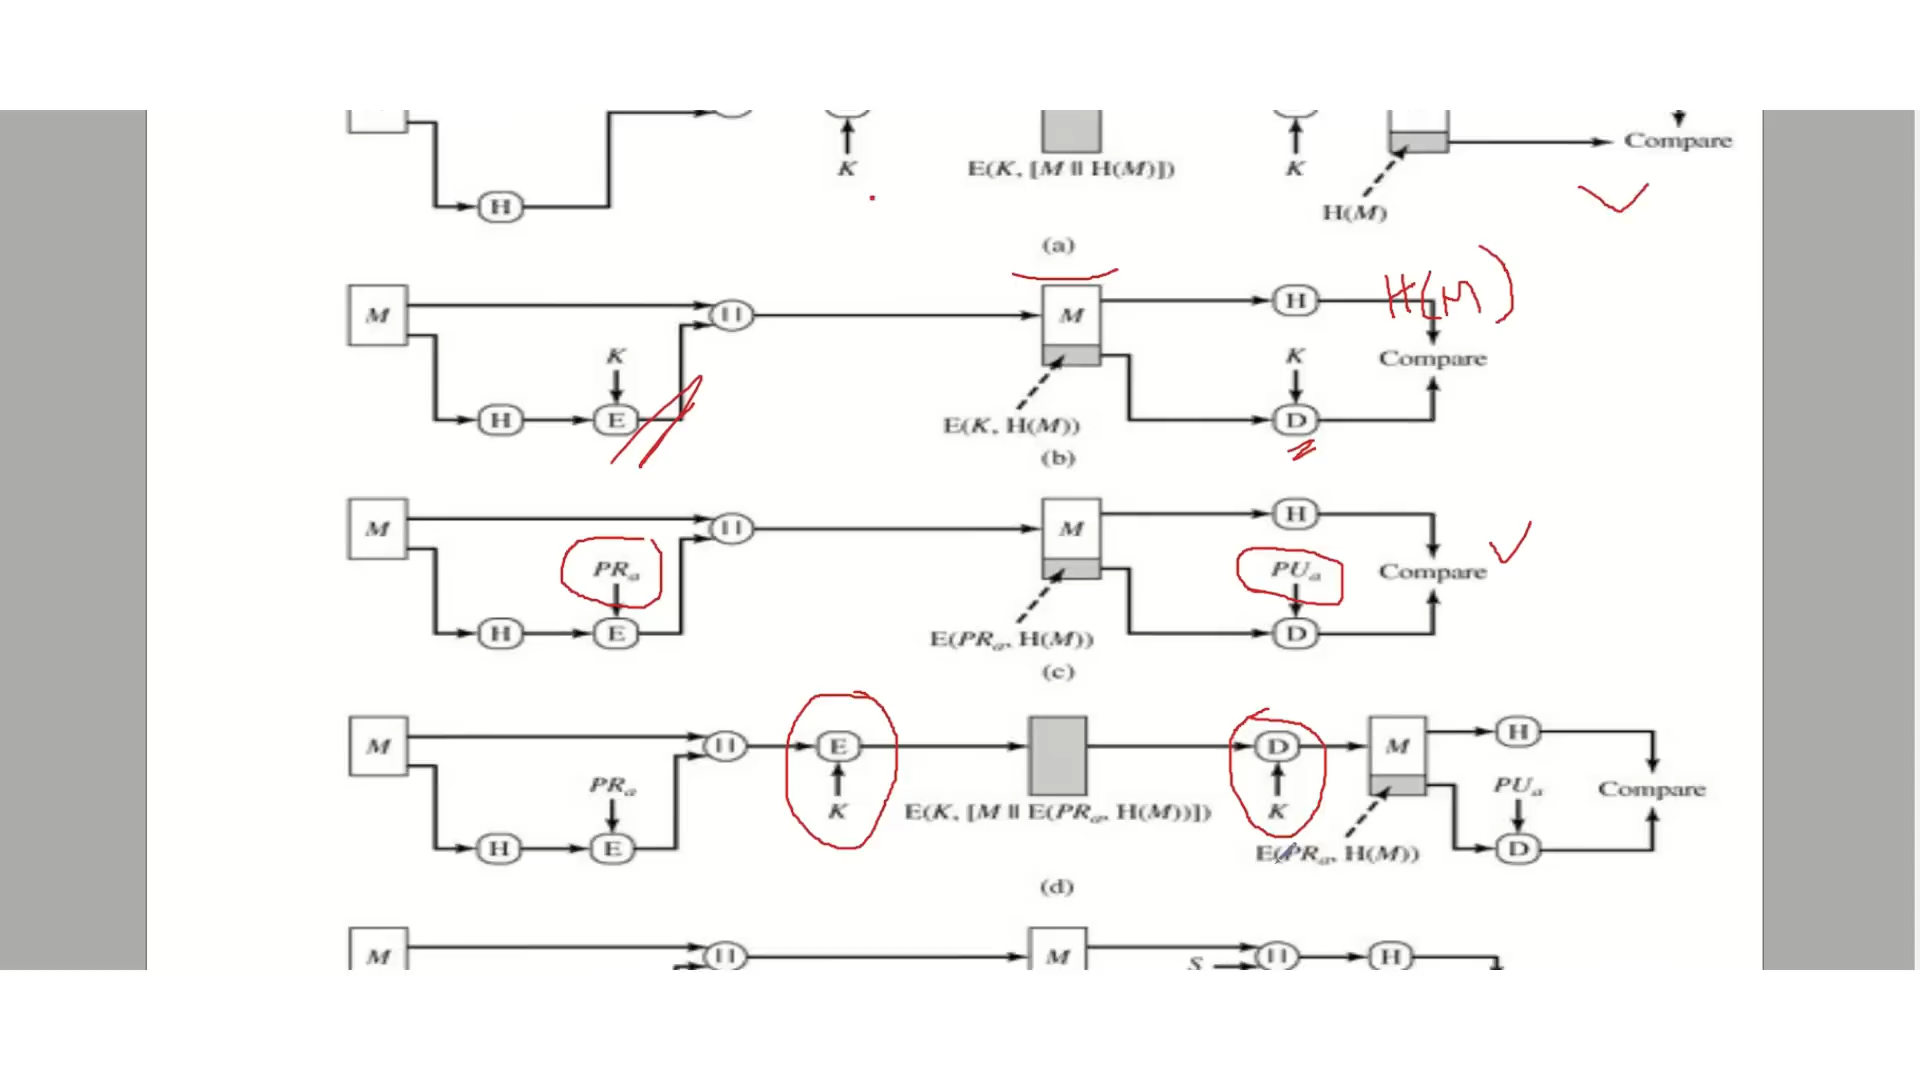 Compare
K E(K, [M || H(M)]) K
H H(M)
(a)
M || M H H(M)
K K Compare
H E E(K, H(M)) D
(b)
M || M H
PRa PUa Compare
H E E(PRa, H(M)) D
(c)
M || E D M H
PRa K E(K, [M || E(PRa, H(M))]) K PUa Compare
H E E(PRa, H(M)) D
(d)
M || M || H
S